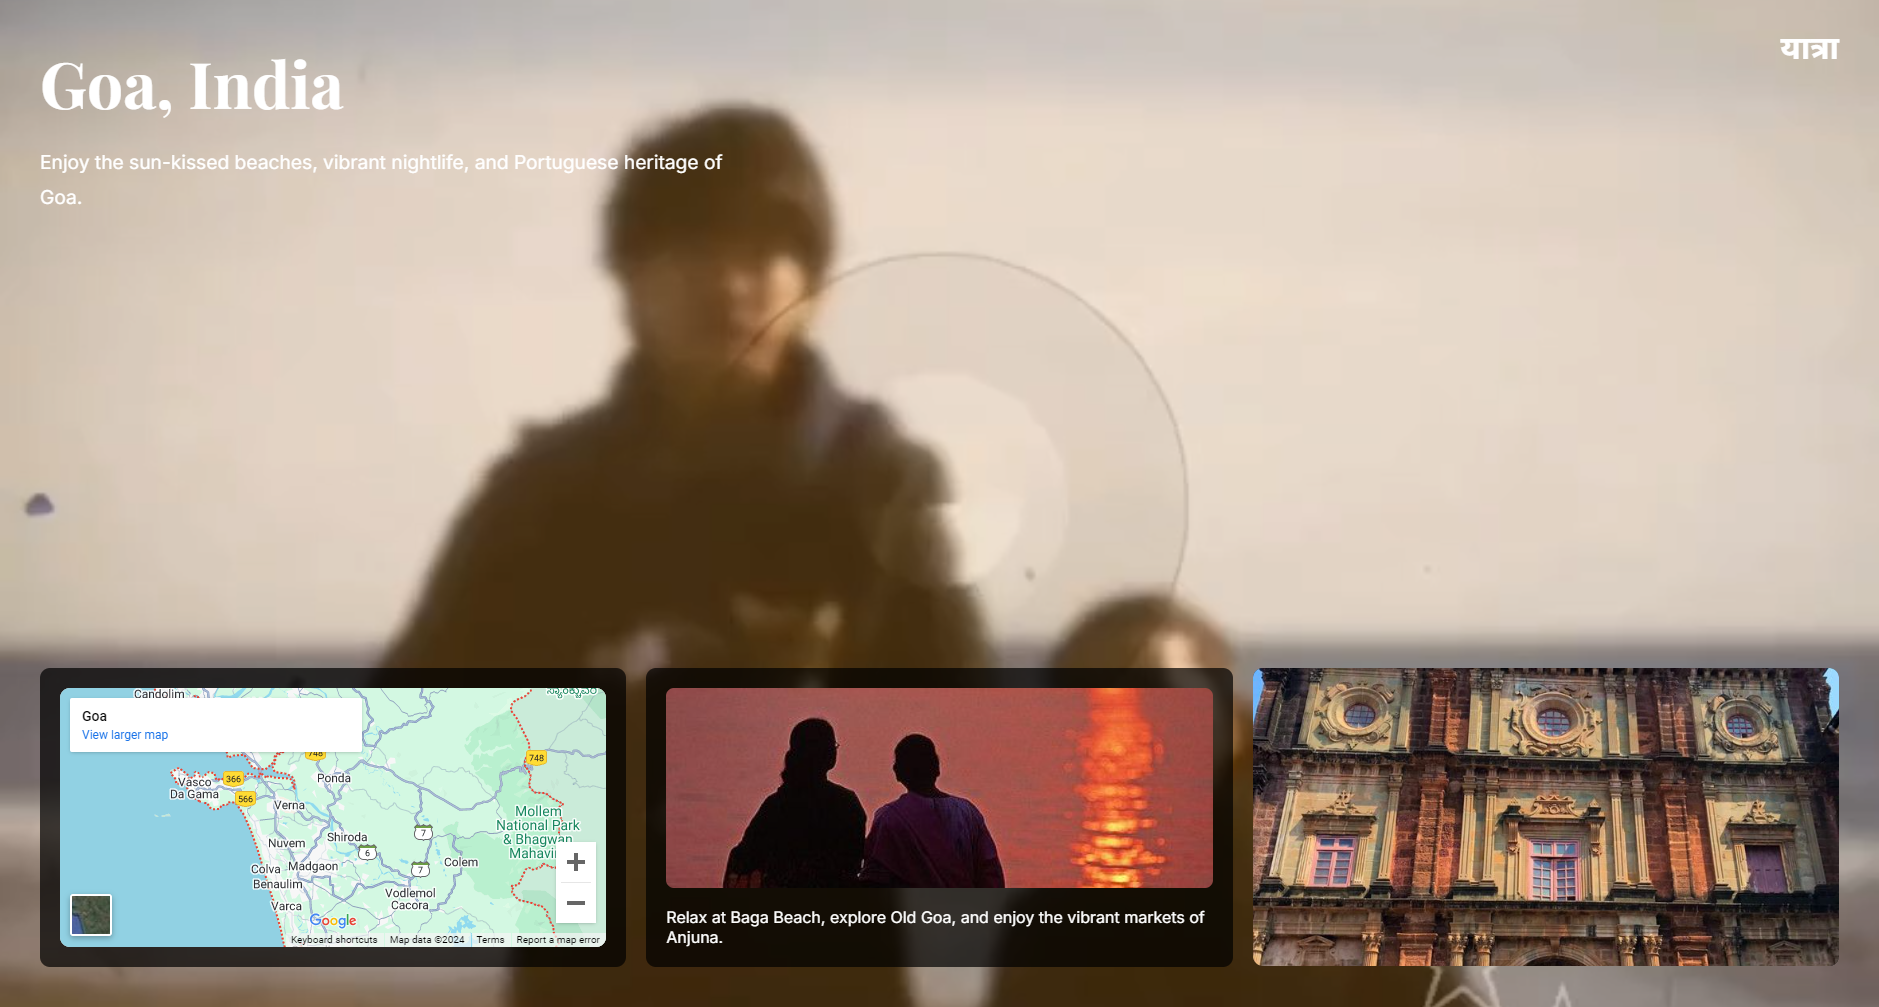 Goa, India
यात्रा
Enjoy the sun-kissed beaches, vibrant nightlife, and Portuguese heritage of
Goa.
Candolim
Goa
View larger map
748
748
Vasco
Da Gama
366
566
Ponda
Verna
Mollem
National Park
& Bhagwan
Mahavir
Shiroda
7
Nuvem
6
Colva
Madgaon
7
Colem
Benaulim
Vodlemol
Cacora
Varca
Google
Keyboard shortcuts
Map data ©2024
Terms
Report a map error
Relax at Baga Beach, explore Old Goa, and enjoy the vibrant markets of
Anjuna.